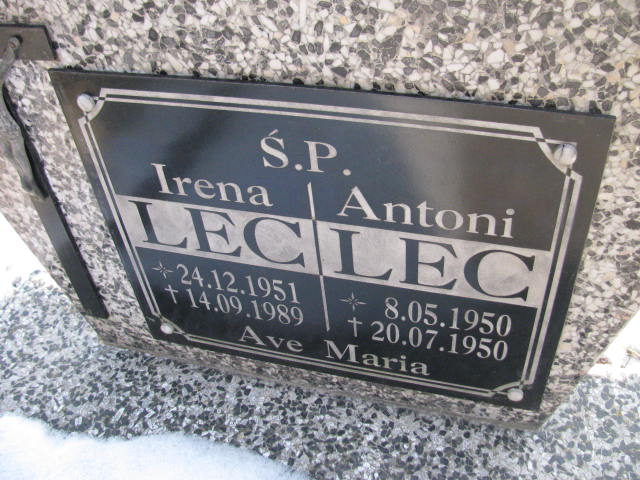 Ś.P.
Irena
LEC
24.12.1951
14.09.1989
Antoni
LEC
8.05.1950
20.07.1950
Ave Maria